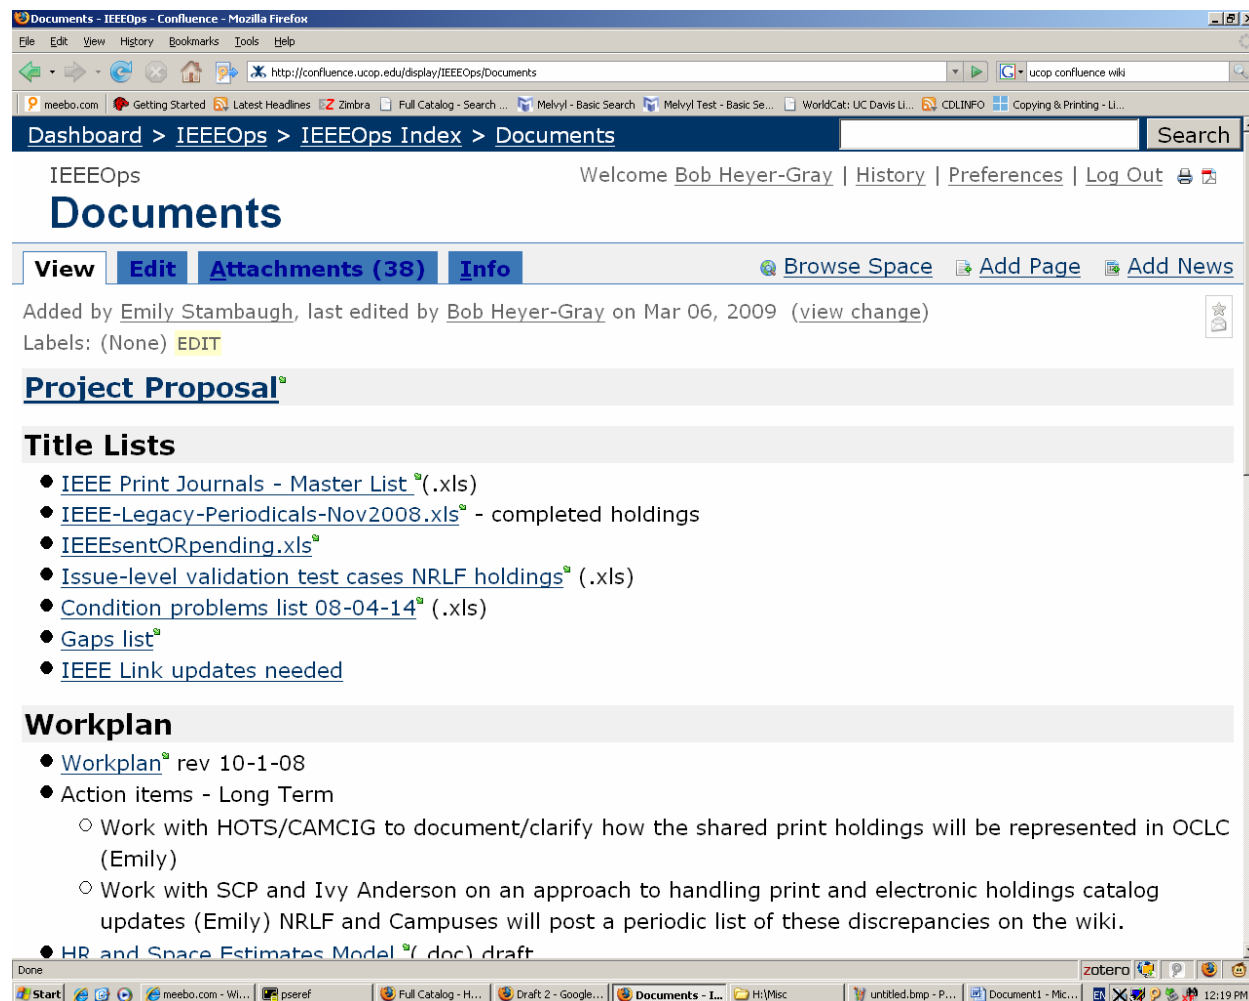 Documents - IEEEOps - Confluence - Mozilla Firefox
File Edit View History Bookmarks Tools Help
http://confluence.ucop.edu/display/IEEEOps/Documents
ucop confluence wiki
meebo.com Getting Started Latest Headlines Zimbra Full Catalog - Search ... Melvyl - Basic Search Melvyl Test - Basic Se... WorldCat: UC Davis Li... CDLINFO Copying & Printing - Li...
Dashboard > IEEEOps > IEEEOps Index > Documents Search
IEEEOps Welcome Bob Heyer-Gray | History | Preferences | Log Out
Documents
View Edit Attachments (38) Info Browse Space Add Page Add News
Added by Emily Stambaugh, last edited by Bob Heyer-Gray on Mar 06, 2009 (view change)
Labels: (None) EDIT
Project Proposal
Title Lists
IEEE Print Journals - Master List (.xls)
IEEE-Legacy-Periodicals-Nov2008.xls - completed holdings
IEEEsentORpending.xls
Issue-level validation test cases NRLF holdings (.xls)
Condition problems list 08-04-14 (.xls)
Gaps list
IEEE Link updates needed
Workplan
Workplan rev 10-1-08
Action items - Long Term
Work with HOTS/CAMCIG to document/clarify how the shared print holdings will be represented in OCLC
(Emily)
Work with SCP and Ivy Anderson on an approach to handling print and electronic holdings catalog
updates (Emily) NRLF and Campuses will post a periodic list of these discrepancies on the wiki.
HR and Space Estimates Model (.doc) draft
Done zotero
Start meebo.com - Wi... pseref Full Catalog - H... Draft 2 - Google... Documents - I... H:\Misc untitled.bmp - P... Document1 - Mic... EN 12:19 PM